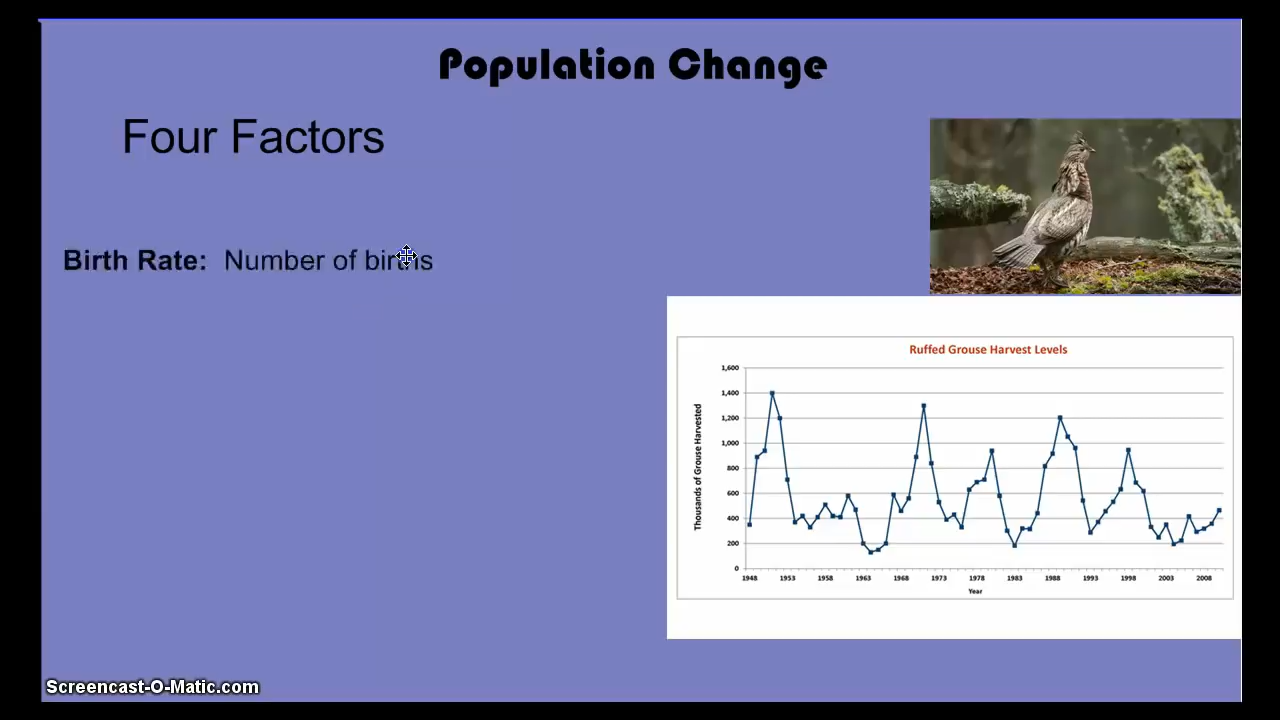 Population Change
Four Factors
Birth Rate: Number of births
Ruffed Grouse Harvest Levels
Thousands of Grouse Harvested
1,600
1,400
1,200
1,000
800
600
400
200
0
1948 1953 1958 1963 1968 1973 1978 1983 1988 1993 1998 2003 2008
Year
Screencast-O-Matic.com